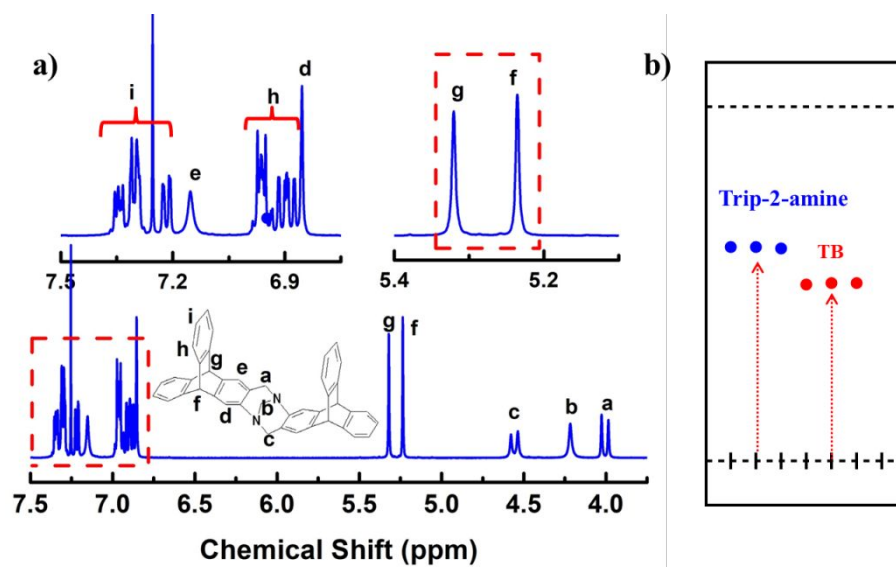 a)
i
h
d
e
g
f
7.5
7.2
6.9
5.4
5.2
i
h
g
e
a
f
d
b
N
N
c
g
f
c
b
a
7.5
7.0
6.5
6.0
5.5
5.0
4.5
4.0
Chemical Shift (ppm)
b)
Trip-2-amine
TB